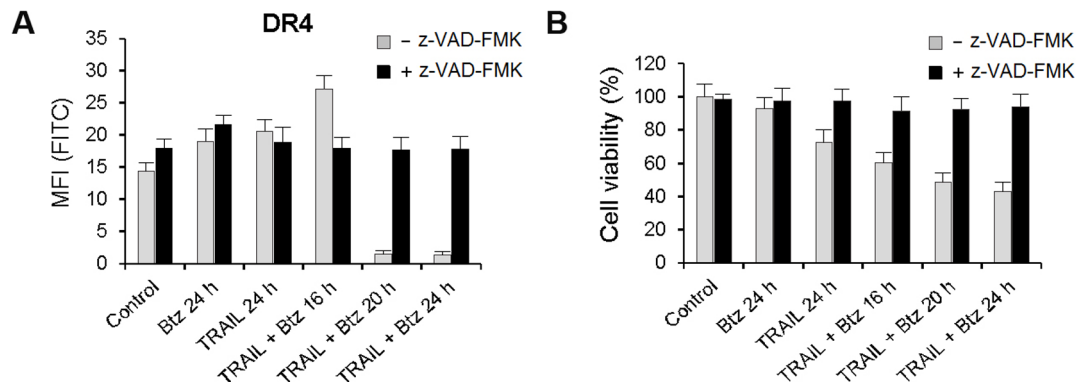 A
DR4
– z-VAD-FMK
+ z-VAD-FMK
MFI (FITC)
35
30
25
20
15
10
5
0
Control
Btz 24 h
TRAIL 24 h
TRAIL + Btz 16 h
TRAIL + Btz 20 h
TRAIL + Btz 24 h
B
– z-VAD-FMK
+ z-VAD-FMK
Cell viability (%)
120
100
80
60
40
20
0
Control
Btz 24 h
TRAIL 24 h
TRAIL + Btz 16 h
TRAIL + Btz 20 h
TRAIL + Btz 24 h